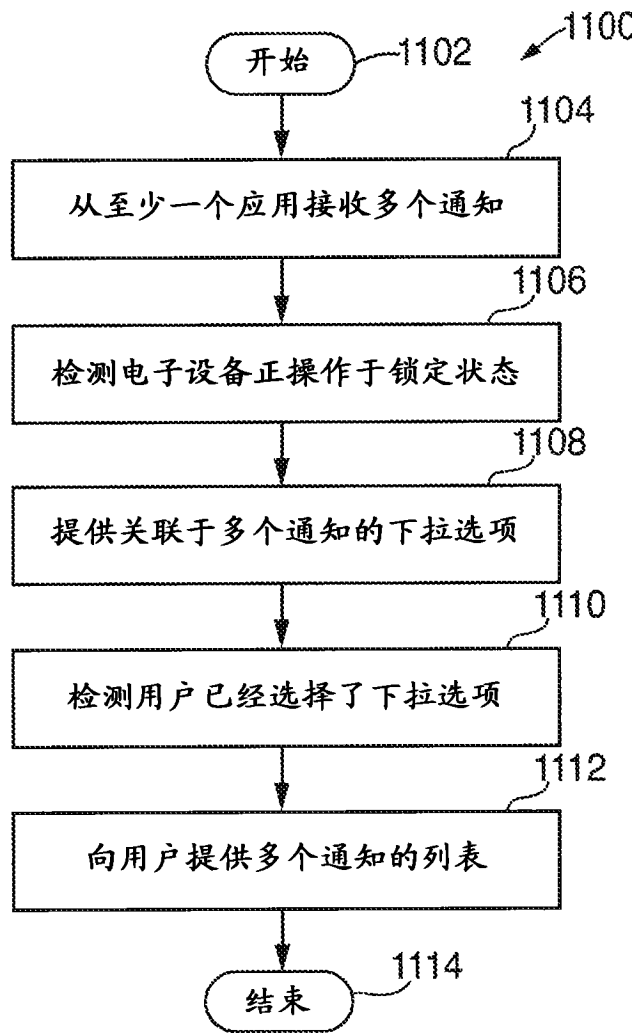 1100
开始
1102
1104
从至少一个应用接收多个通知
1106
检测电子设备正操作于锁定状态
1108
提供关联于多个通知的下拉选项
1110
检测用户已经选择了下拉选项
1112
向用户提供多个通知的列表
1114
结束